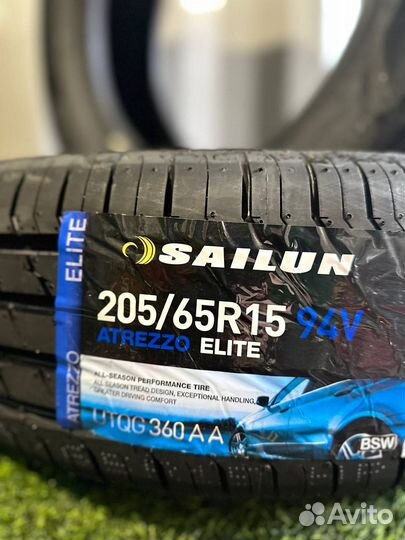 ATREZZO ELITE
SAILUN
205/65R15 94V
ATREZZO ELITE
ALL-SEASON PERFORMANCE TIRE
ALL SEASON TREAD DESIGN, EXCEPTIONAL HANDLING,
GREATER DRIVING COMFORT
UTQG 360 A A
BSW
Avito